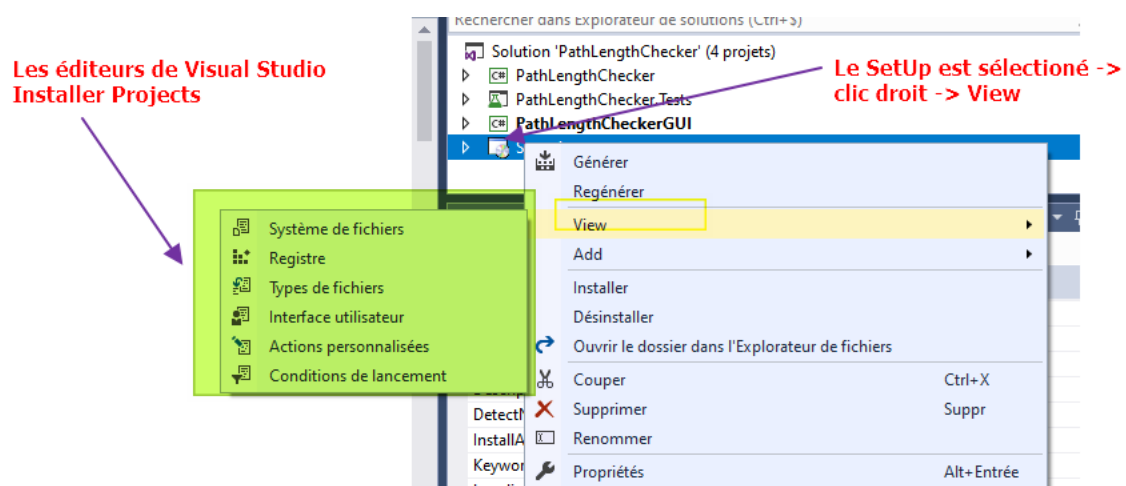 Rechercher dans Explorateur de solutions (Ctrl+$)
Solution 'PathLengthChecker' (4 projets)
PathLengthChecker
PathLengthChecker.Tests
PathLengthCheckerGUI
Les éditeurs de Visual Studio
Installer Projects
Le SetUp est sélectioné ->
clic droit -> View
Générer
Regénérer
View
Add
Installer
Désinstaller
Ouvrir le dossier dans l'Explorateur de fichiers
Couper Ctrl+X
Supprimer Suppr
Renommer
Propriétés Alt+Entrée
Système de fichiers
Registre
Types de fichiers
Interface utilisateur
Actions personnalisées
Conditions de lancement